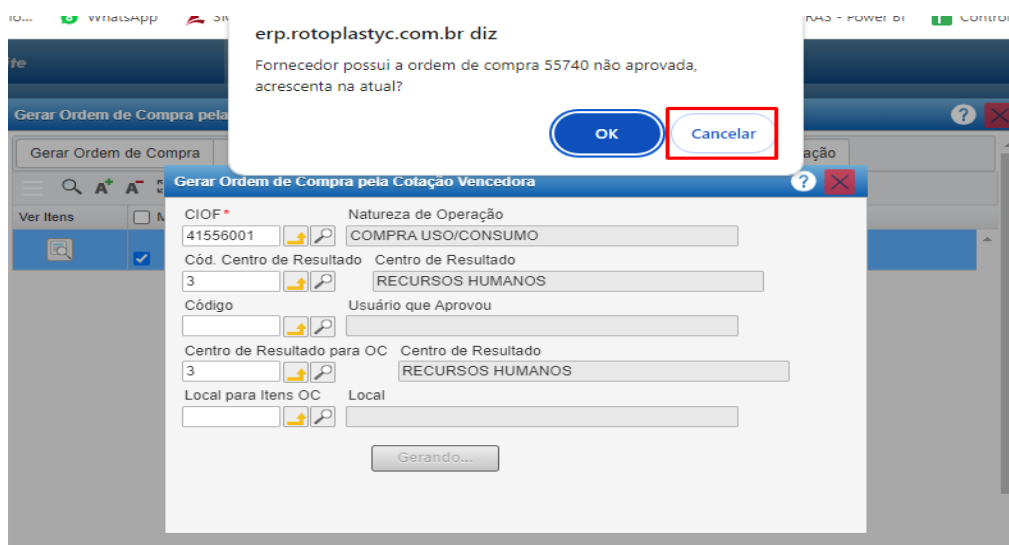 WhatsApp
Power BI
erp.rotoplastyc.com.br diz
Fornecedor possui a ordem de compra 55740 não aprovada,
acrescenta na atual?
OK Cancelar
Gerar Ordem de Compra pela
Gerar Ordem de Compra
Gerar Ordem de Compra pela Cotação Vencedora
Ver Itens
CIOF* Natureza de Operação
41556001 COMPRA USO/CONSUMO
Cód. Centro de Resultado Centro de Resultado
3 RECURSOS HUMANOS
Código Usuário que Aprovou
Centro de Resultado para OC Centro de Resultado
3 RECURSOS HUMANOS
Local para Itens OC Local
Gerando...